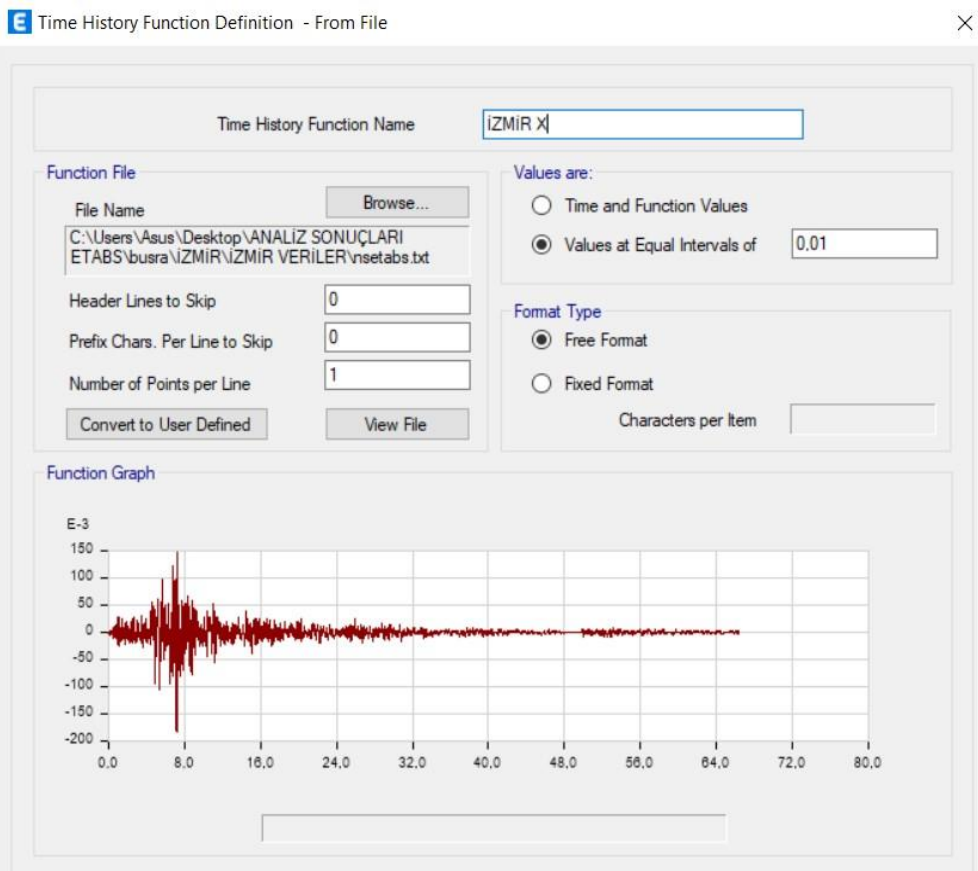 E Time History Function Definition - From File
Time History Function Name İZMİR X
Function File
File Name Browse...
C:\Users\Asus\Desktop\ANALİZ SONUÇLARI
ETABS\busra\İZMİR\İZMİR VERİLER\nsetabs.txt
Header Lines to Skip 0
Prefix Chars. Per Line to Skip 0
Number of Points per Line 1
Convert to User Defined View File
Values are:
Time and Function Values
Values at Equal Intervals of 0.01
Format Type
Free Format
Fixed Format
Characters per Item
Function Graph
E-3
150
100
50
0
-50
-100
-150
-200
0,0 8,0 16,0 24,0 32,0 40,0 48,0 56,0 64,0 72,0 80,0